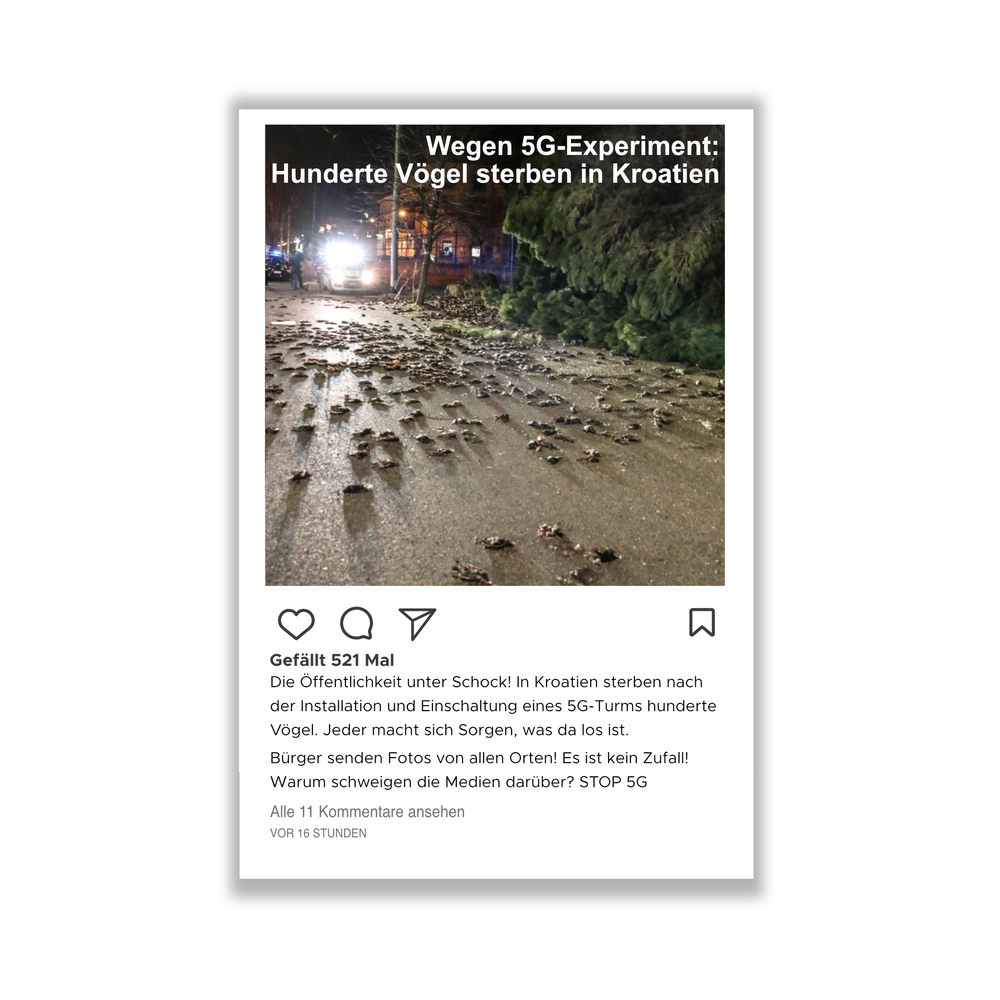 Wegen 5G-Experiment:
Hunderte Vögel sterben in Kroatien
Gefällt 521 Mal
Die Öffentlichkeit unter Schock! In Kroatien sterben nach
der Installation und Einschaltung eines 5G-Turms hunderte
Vögel. Jeder macht sich Sorgen, was da los ist.
Bürger senden Fotos von allen Orten! Es ist kein Zufall!
Warum schweigen die Medien darüber? STOP 5G
Alle 11 Kommentare ansehen
VOR 16 STUNDEN